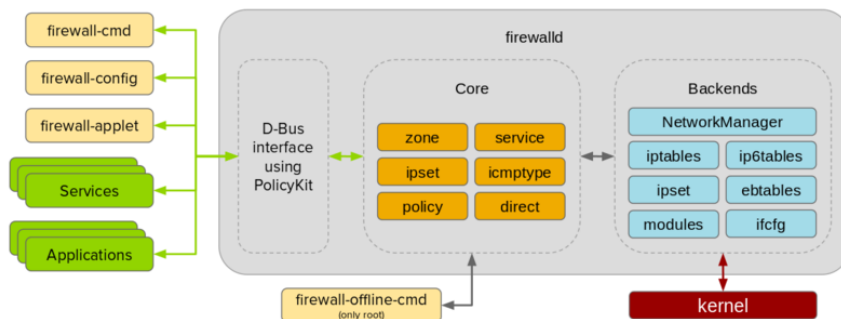 firewall-cmd
firewall-config
firewall-applet
Services
Applications
firewalld
D-Bus
interface
using
PolicyKit
Core
zone
service
ipset
icmptype
policy
direct
Backends
NetworkManager
iptables
ip6tables
ipset
ebtables
modules
ifcfg
firewall-offline-cmd
(only root)
kernel